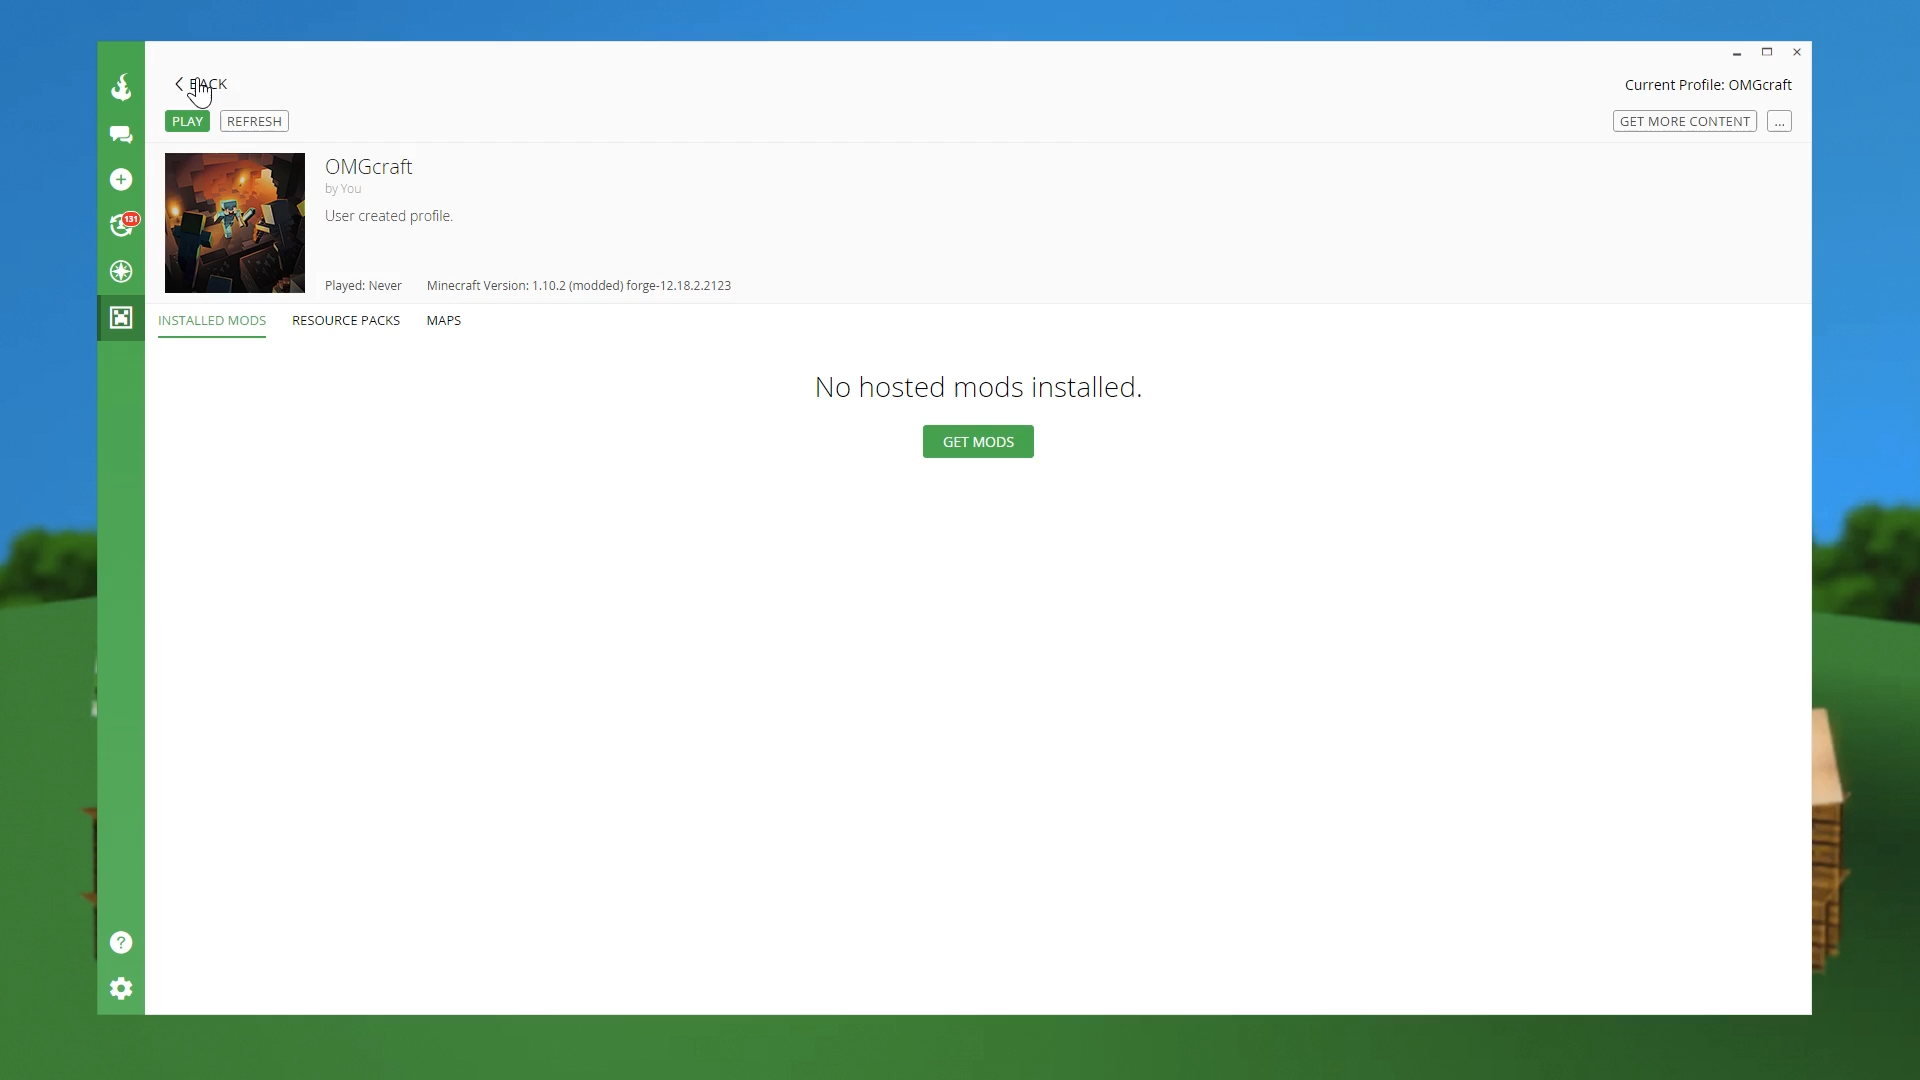 BACK
Current Profile: OMGcraft
PLAY
REFRESH
GET MORE CONTENT
...
OMGcraft
by You
User created profile.
Played: Never
Minecraft Version: 1.10.2 (modded) forge-12.18.2.2123
131
INSTALLED MODS
RESOURCE PACKS
MAPS
No hosted mods installed.
GET MODS
?